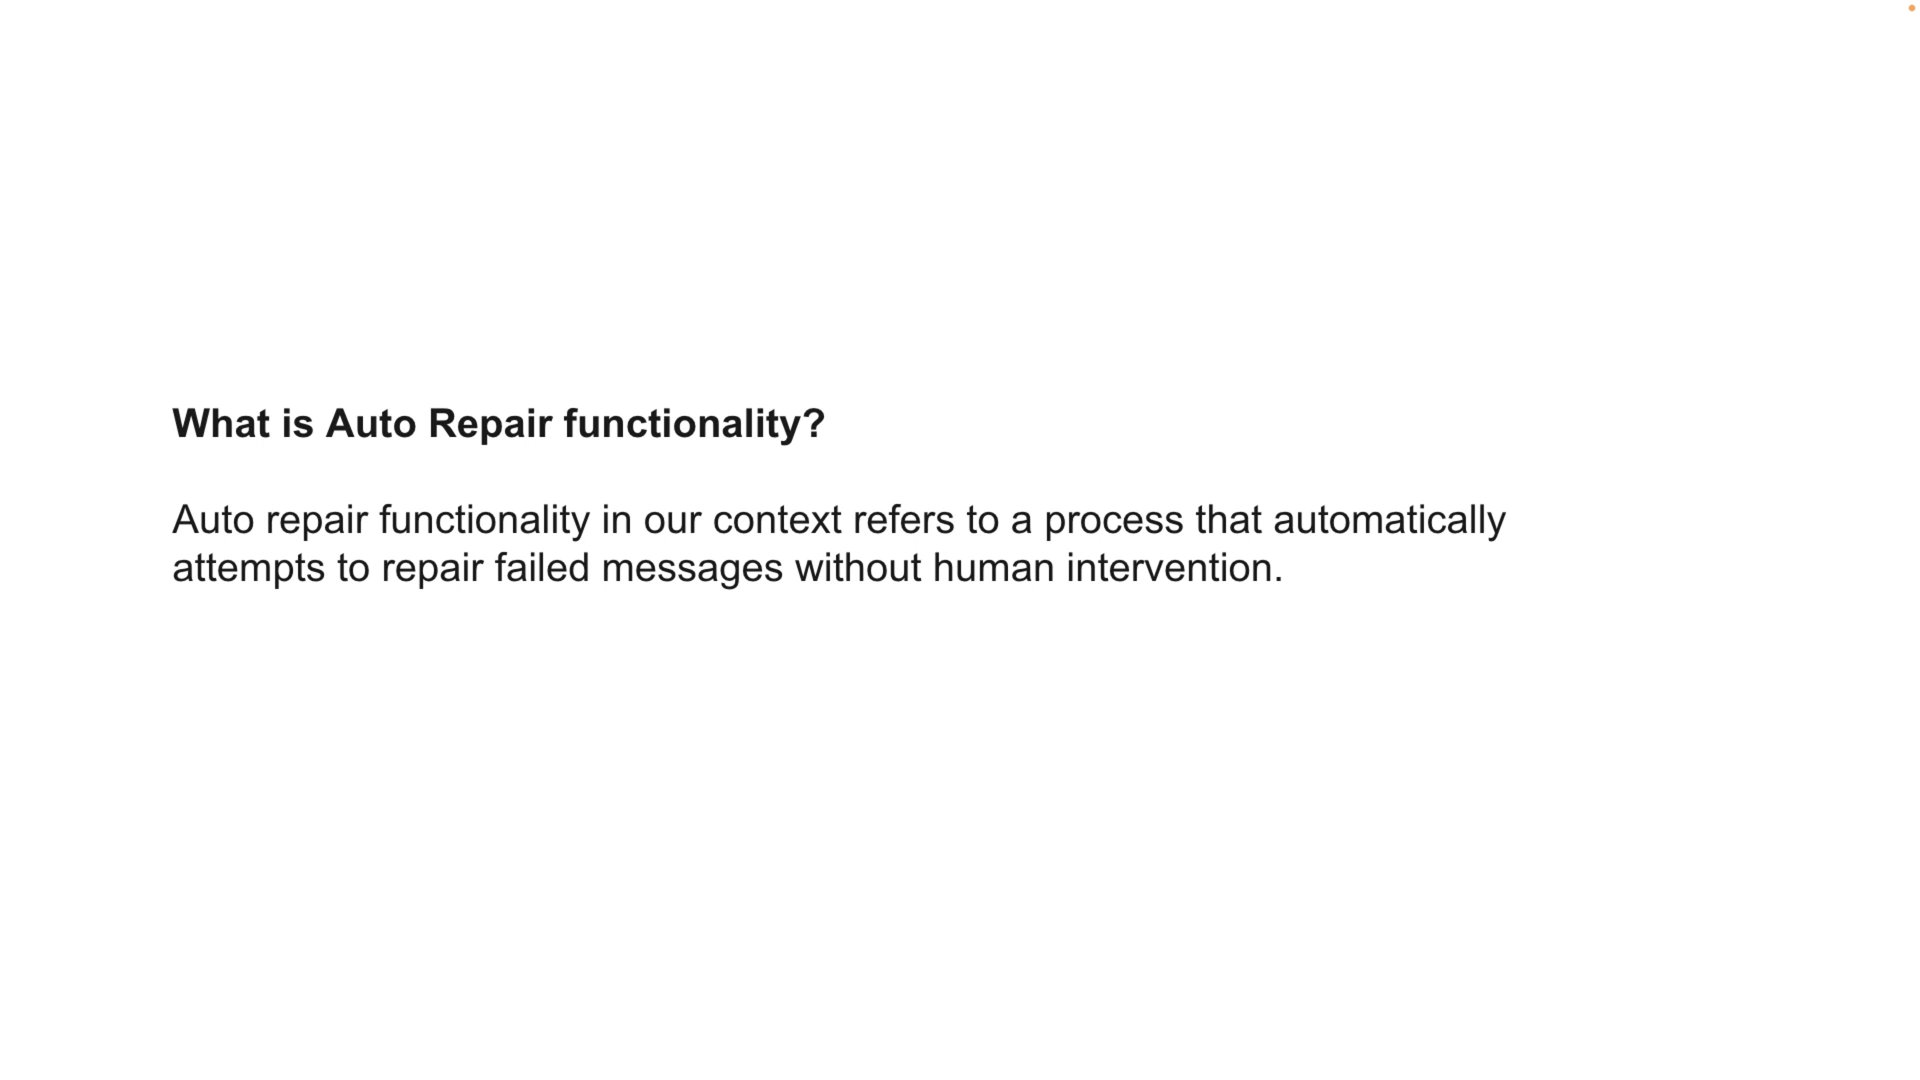 What is Auto Repair functionality?
Auto repair functionality in our context refers to a process that automatically
attempts to repair failed messages without human intervention.